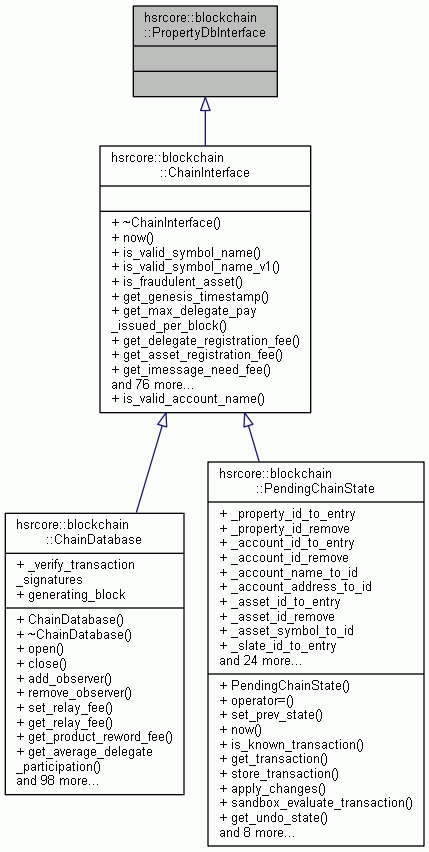 hsrcore::blockchain
::PropertyDbInterface
hsrcore::blockchain
::ChainInterface
+ ~ChainInterface()
+ now()
+ is_valid_symbol_name()
+ is_valid_symbol_name_v1()
+ is_fraudulent_asset()
+ get_genesis_timestamp()
+ get_max_delegate_pay
_issued_per_block()
+ get_delegate_registration_fee()
+ get_asset_registration_fee()
+ get_imessage_need_fee()
and 76 more...
+ is_valid_account_name()
hsrcore::blockchain
::ChainDatabase
+ _verify_transaction
_signatures
+ generating_block
+ ChainDatabase()
+ ~ChainDatabase()
+ open()
+ close()
+ add_observer()
+ remove_observer()
+ set_relay_fee()
+ get_relay_fee()
+ get_product_reword_fee()
+ get_average_delegate
_participation()
and 98 more...
hsrcore::blockchain
::PendingChainState
+ _property_id_to_entry
+ _property_id_remove
+ _account_id_to_entry
+ _account_id_remove
+ _account_name_to_id
+ _account_address_to_id
+ _asset_id_to_entry
+ _asset_id_remove
+ _asset_symbol_to_id
+ _slate_id_to_entry
and 24 more...
+ PendingChainState()
+ operator=()
+ set_prev_state()
+ now()
+ is_known_transaction()
+ get_transaction()
+ store_transaction()
+ apply_changes()
+ sandbox_evaluate_transaction()
+ get_undo_state()
and 8 more...